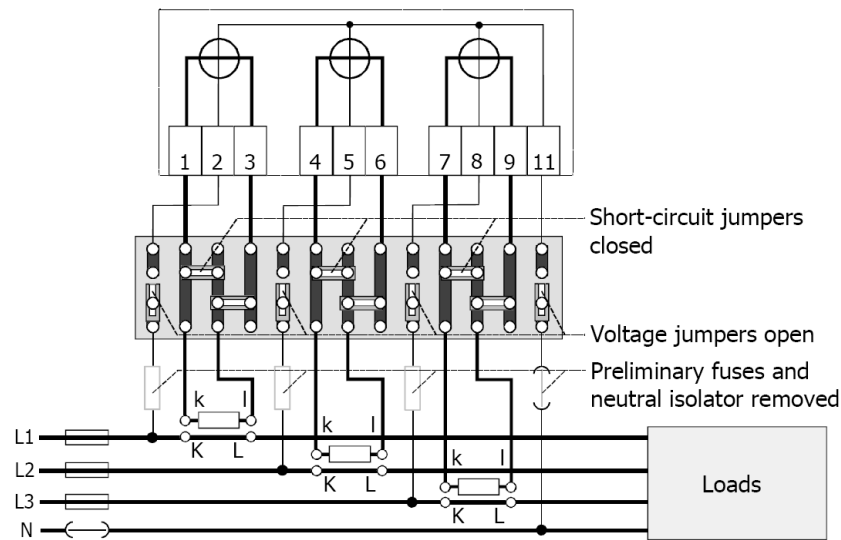 1 2 3 4 5 6 7 8 9 11
Short-circuit jumpers
closed
Voltage jumpers open
Preliminary fuses and
neutral isolator removed
k l
K L
k l
K L
k l
K L
L1
L2
L3
N
Loads